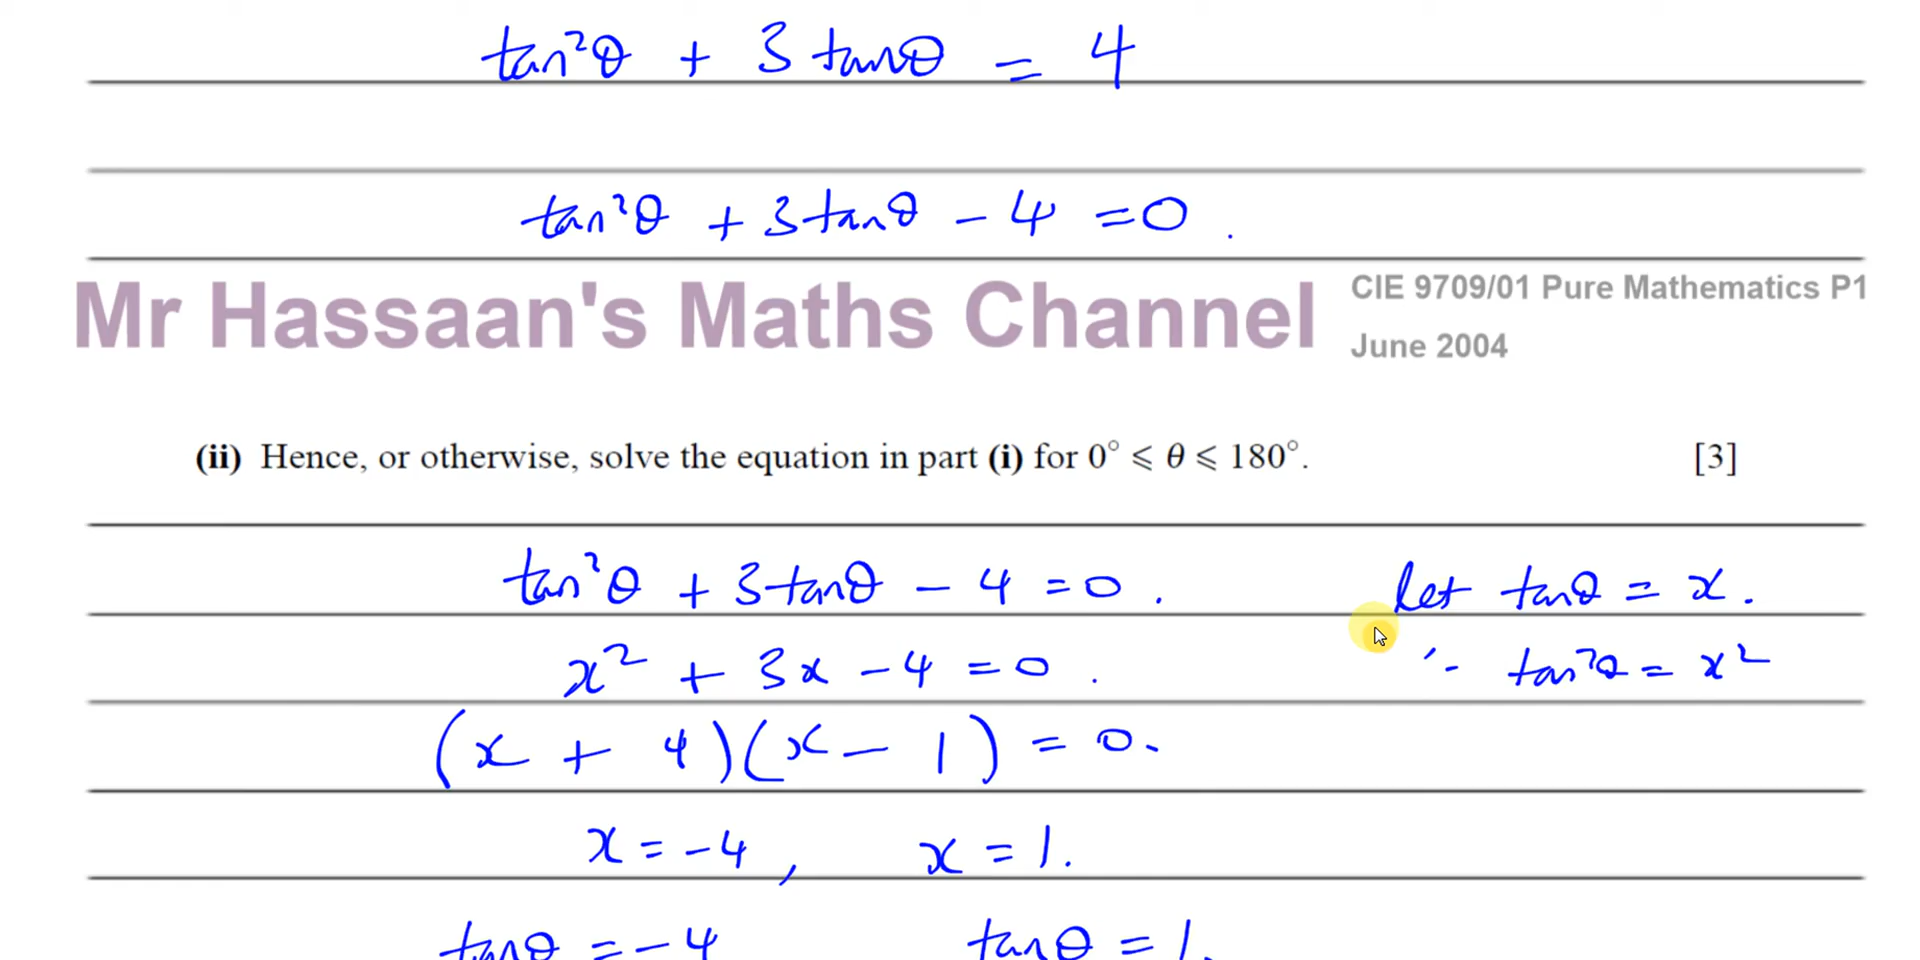 tan²θ + 3 tanθ = 4
tan²θ + 3tanθ - 4 = 0.
Mr Hassaan's Maths Channel
CIE 9709/01 Pure Mathematics P1
June 2004
(ii) Hence, or otherwise, solve the equation in part (i) for 0° ⩽ θ ⩽ 180°. [3]
tan²θ + 3tanθ - 4 = 0.
let tanθ = x.
x² + 3x - 4 = 0.
∴ tan²θ = x²
(x + 4)(x - 1) = 0.
x = -4, x = 1.
tanθ = -4 tanθ = 1.